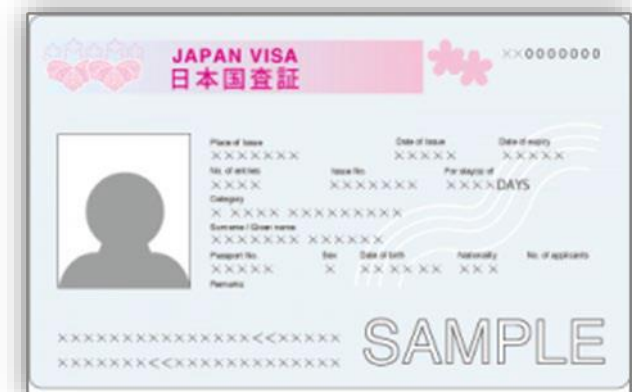 JAPAN VISA
日本国査証
××0000000
Place of issue Date of issue Date of expiry
××××××× ××××× ×××××
No. of entries Issue No. For stay(s) of
×××× ××××××× ××××DAYS
Category
× ×××× ×××××××××
Surname / Given name
××××××× ××××××
Passport No. Sex Date of birth Nationality No. of applicants
××××× × ×× ×× ×× ×××
Remarks
×××××××××××××××<<×××××
×××××××<<×××××××××××××
SAMPLE